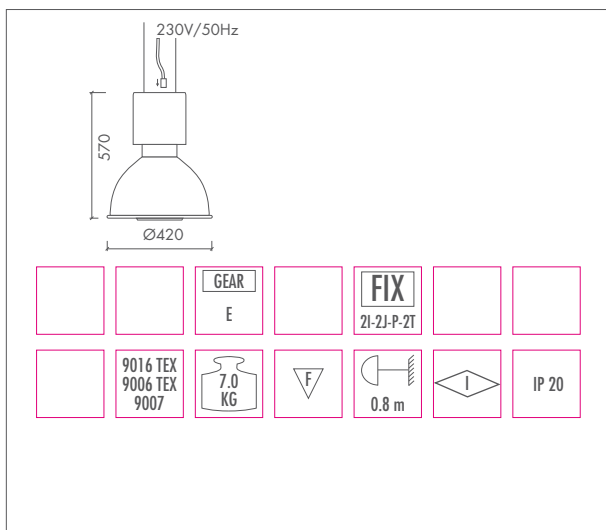 230V/50Hz
570
Ø420
GEAR
E
FIX
2I-2J-P-2T
9016 TEX
9006 TEX
9007
7.0
KG
F
0.8 m
I
IP 20